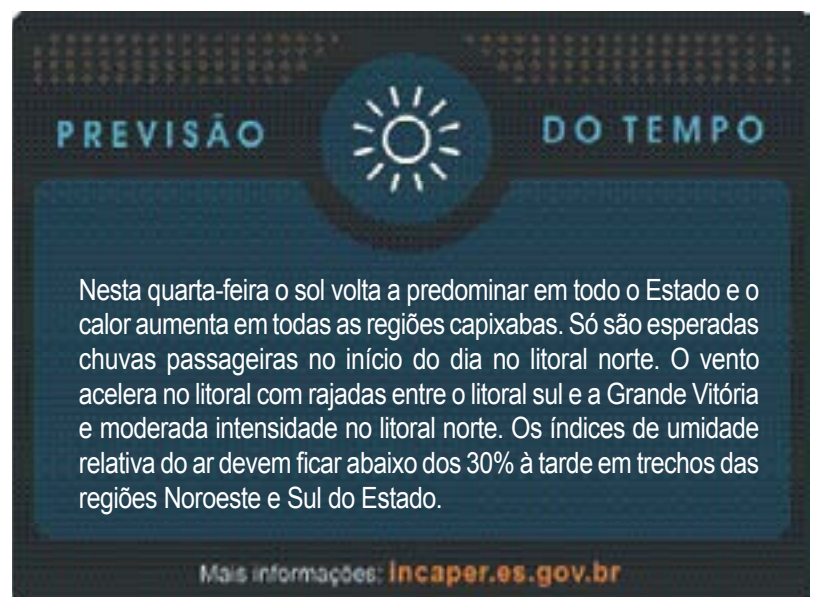 PREVISÃO DO TEMPO
Nesta quarta-feira o sol volta a predominar em todo o Estado e o
calor aumenta em todas as regiões capixabas. Só são esperadas
chuvas passageiras no início do dia no litoral norte. O vento
acelera no litoral com rajadas entre o litoral sul e a Grande Vitória
e moderada intensidade no litoral norte. Os índices de umidade
relativa do ar devem ficar abaixo dos 30% à tarde em trechos das
regiões Noroeste e Sul do Estado.
Mais informações: incaper.es.gov.br